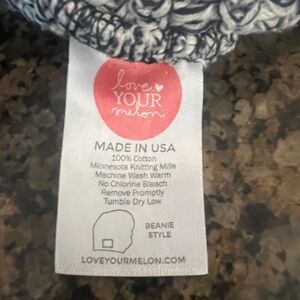 love
YOUR
melon
MADE IN USA
100% Cotton
Minnesota Knitting Mills
Machine Wash Warm
No Chlorine Bleach
Remove Promptly
Tumble Dry Low
BEANIE
STYLE
LOVEYOURMELON.COM